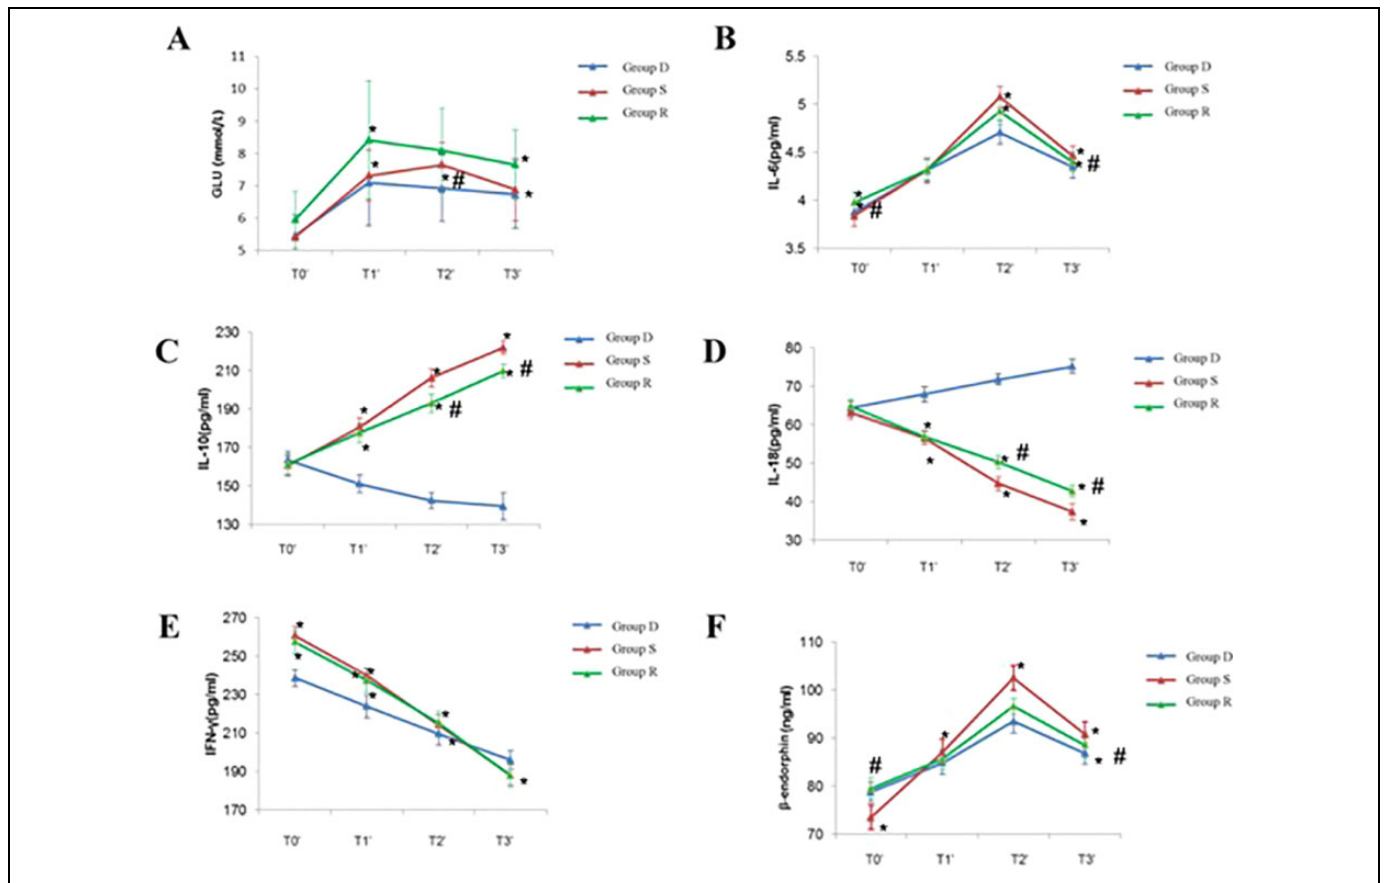 A
11
10
9
8
7
6
5
GLU (mmol/L)
T0' T1' T2' T3'
Group D
Group S
Group R
*
*
* #
*
*
B
5.5
5
4.5
4
3.5
IL-6(pg/ml)
T0' T1' T2' T3'
Group D
Group S
Group R
*
* #
*
*
*
* #
C
230
210
190
170
150
130
IL-10(pg/ml)
T0' T1' T2' T3'
Group D
Group S
Group R
*
*
*
* #
*
* #
D
80
70
60
50
40
30
IL-18(pg/ml)
T0' T1' T2' T3'
Group D
Group S
Group R
*
*
* #
*
* #
*
E
270
250
230
210
190
170
IFN-γ(pg/ml)
T0' T1' T2' T3'
Group D
Group S
Group R
*
*
* *
*
*
*
*
F
110
100
90
80
70
β-endorphin(ng/ml)
T0' T1' T2' T3'
Group D
Group S
Group R
#
*
*
*
*
* #